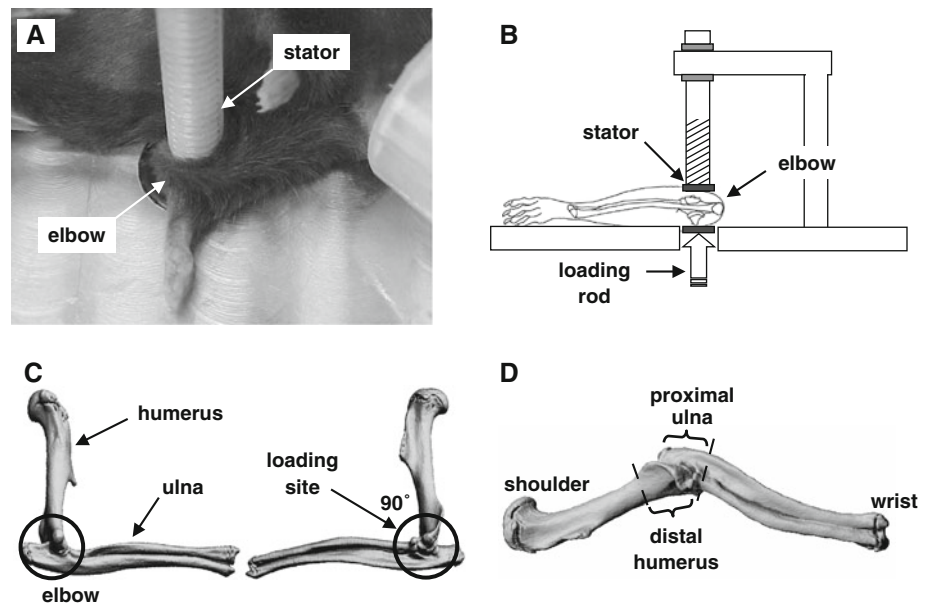 A
stator
elbow
B
stator
elbow
loading
rod
C
humerus
ulna
elbow
loading
site
90°
D
proximal
ulna
shoulder
wrist
distal
humerus